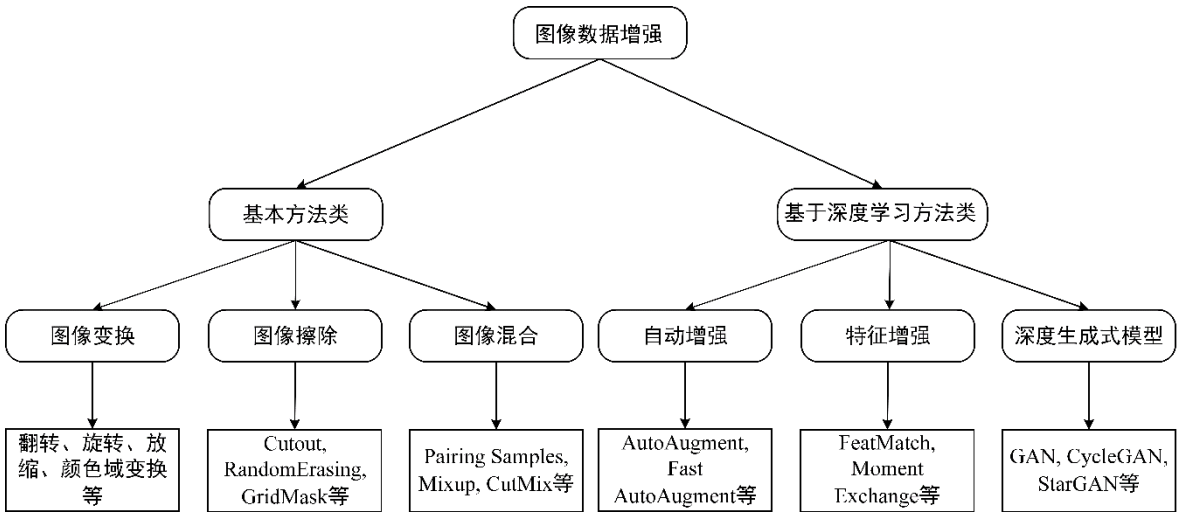 图像数据增强
基本方法类
基于深度学习方法类
图像变换
图像擦除
图像混合
自动增强
特征增强
深度生成式模型
翻转、旋转、放
缩、颜色域变换
等
Cutout,
RandomErasing,
GridMask等
Pairing Samples,
Mixup, CutMix等
AutoAugment,
Fast
AutoAugment等
FeatMatch,
Moment
Exchange等
GAN, CycleGAN,
StarGAN等